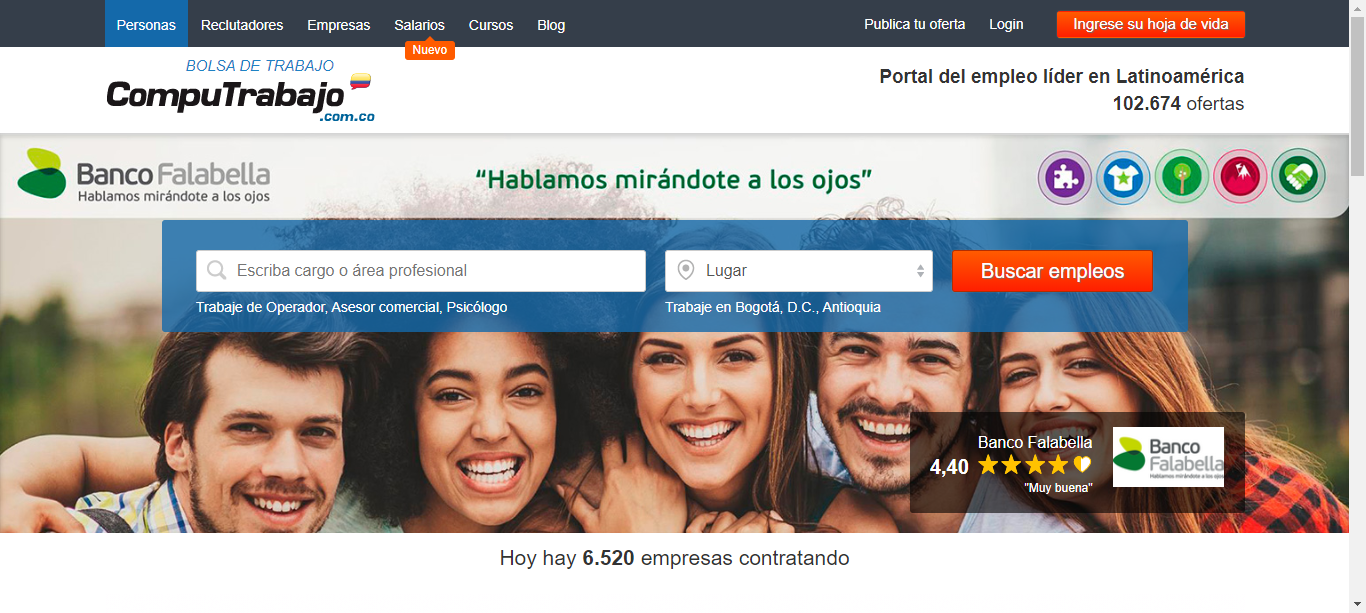 Personas Reclutadores Empresas Salarios Cursos Blog Publica tu oferta Login Ingrese su hoja de vida
Nuevo
BOLSA DE TRABAJO
CompuTrabajo
.com.co
Portal del empleo líder en Latinoamérica
102.674 ofertas
Banco Falabella
Hablamos mirándote a los ojos
“Hablamos mirándote a los ojos”
Escriba cargo o área profesional Lugar Buscar empleos
Trabaje de Operador, Asesor comercial, Psicólogo Trabaje en Bogotá, D.C., Antioquia
Banco Falabella
4,40
"Muy buena"
Banco
Falabella
Hablamos mirándote a los ojos
Hoy hay 6.520 empresas contratando